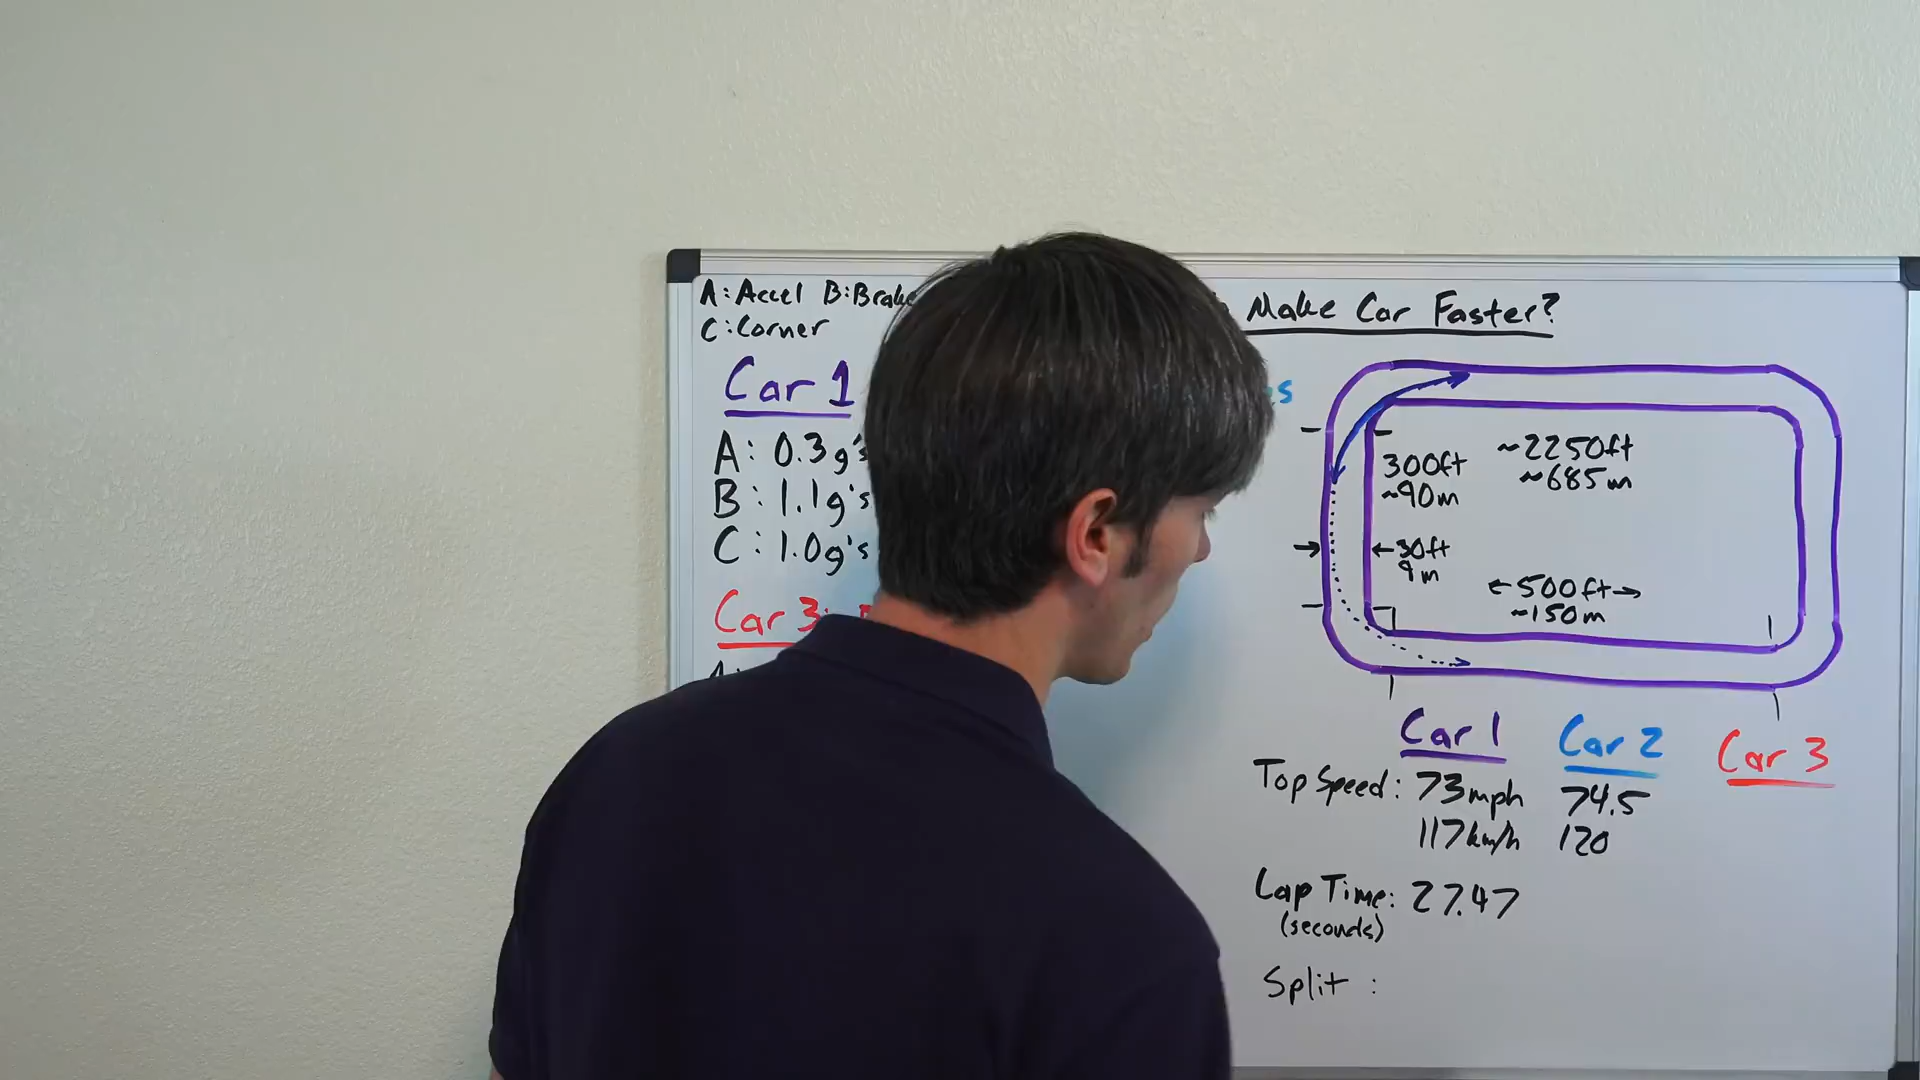 A:Accel B:Brake
C:Corner
Make Car Faster?
Car 1
A: 0.3g's
B: 1.1g's
C: 1.0g's
Car 3:
300ft
~90m
~2250ft
~685m
→ ←30ft
9m
←500ft→
~150m
Car 1 Car 2 Car 3
Top Speed: 73mph 74.5
117km/h 120
Lap Time: 27.47
(seconds)
Split :